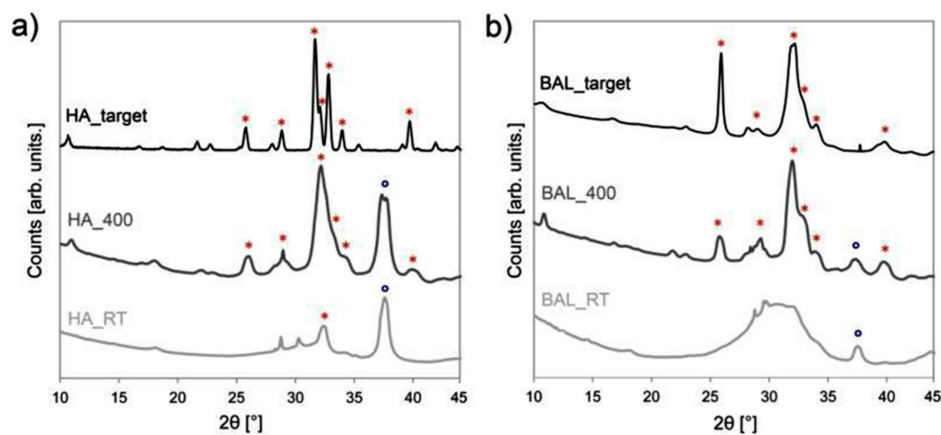 a)
Counts [arb. units.]
HA_target
HA_400
HA_RT
10 15 20 25 30 35 40 45
2θ [°]
b)
Counts [arb. units.]
BAL_target
BAL_400
BAL_RT
10 15 20 25 30 35 40 45
2θ [°]